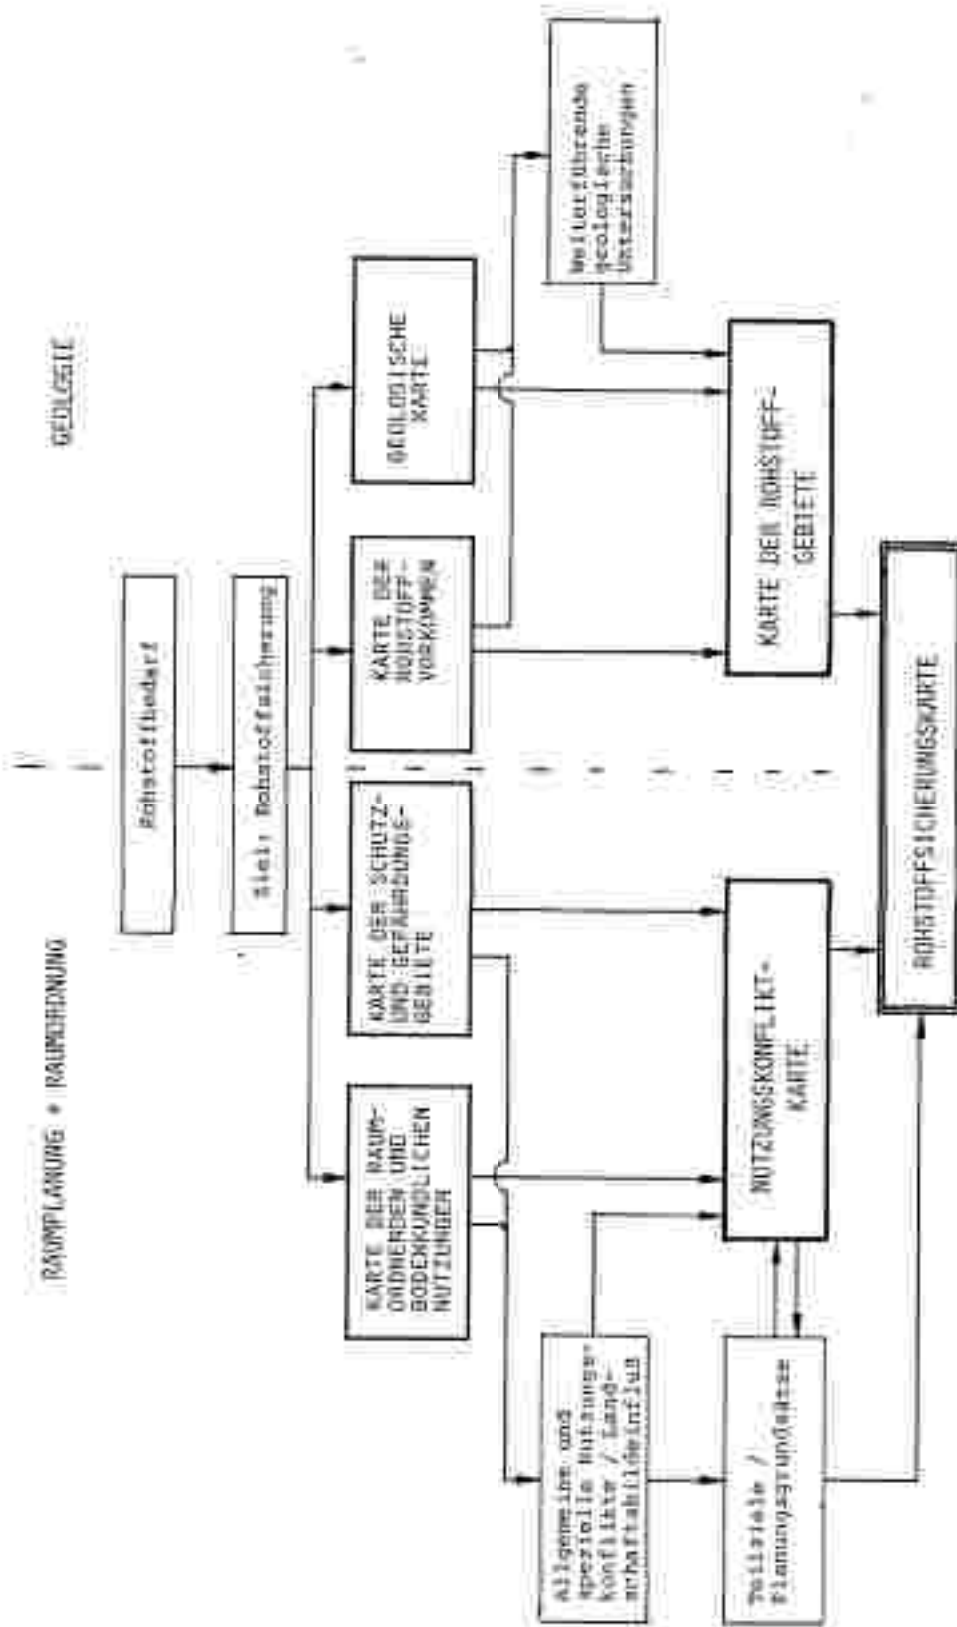 RAUMPLANUNG + RAUMORDNUNG
GEOLOGIE
Rohstoffbedarf
Ziel: Rohstoffsicherung
KARTE DER RAUM-
ORDNENDEN UND
BODENKUNDLICHEN
NUTZUNGEN
KARTE DER SCHUTZ-
UND GEFÄHRDUNGS-
GEBIETE
KARTE DER
ROHSTOFF-
VORKOMMEN
GEOLOGISCHE
KARTE
Allgemeine und
spezielle Nutzungs-
konflikte / Land-
schaftsbildeinfluß
Weiterführende
geologische
Untersuchungen
Teilziele /
Planungsgrundsätze
NUTZUNGSKONFLIKT-
KARTE
KARTE DER ROHSTOFF-
GEBIETE
ROHSTOFFSICHERUNGSKARTE